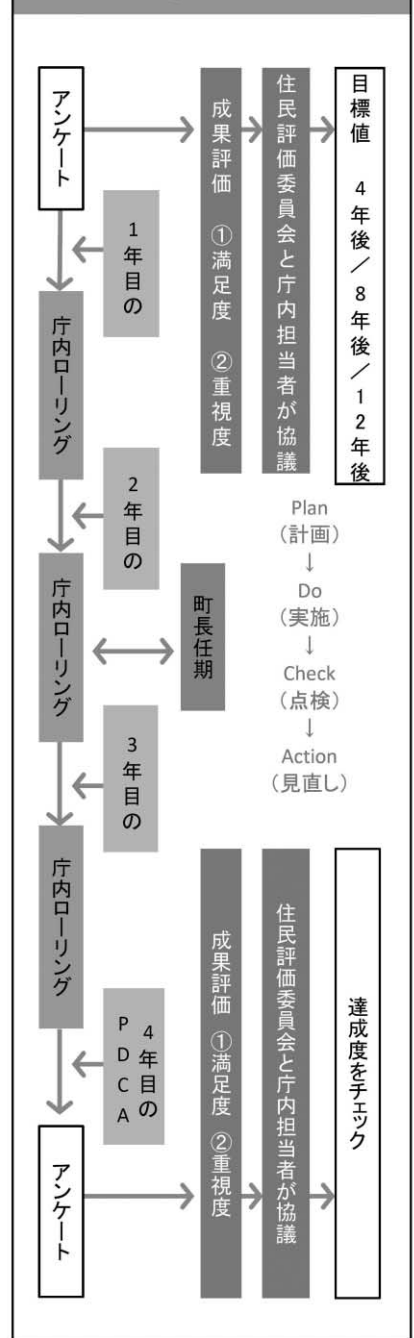 アンケート
成果評価　①満足度　②重視度
住民評価委員会と庁内担当者が協議
目標値　4年後／8年後／12年後
1年目の
庁内ローリング
2年目の
庁内ローリング
町長任期
Plan
（計画）
↓
Do
（実施）
↓
Check
（点検）
↓
Action
（見直し）
3年目の
庁内ローリング
4年目の
PDCA
アンケート
成果評価　①満足度　②重視度
住民評価委員会と庁内担当者が協議
達成度をチェック